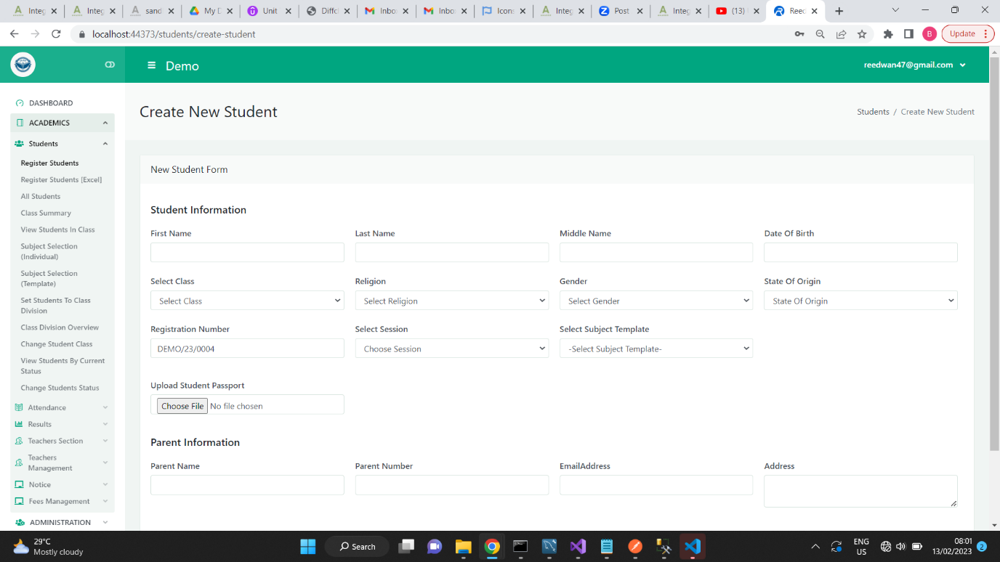 Integ
Integ
sand
My D
Unit
Diffch
Inbo
Inbo
Icon
Integ
Post
Integ
(13)
Reed
localhost:44373/students/create-student
B
Update
Demo
reedwan47@gmail.com
DASHBOARD
ACADEMICS
Students
Register Students
Register Students [Excel]
All Students
Class Summary
View Students In Class
Subject Selection
(Individual)
Subject Selection
(Template)
Set Students To Class
Division
Class Division Overview
Change Student Class
View Students By Current
Status
Change Students Status
Attendance
Results
Teachers Section
Teachers
Management
Notice
Fees Management
ADMINISTRATION
Create New Student
Students / Create New Student
New Student Form
Student Information
First Name
Last Name
Middle Name
Date Of Birth
Select Class
Religion
Gender
State Of Origin
Select Class
Select Religion
Select Gender
State Of Origin
Registration Number
Select Session
Select Subject Template
DEMO/23/0004
Choose Session
-Select Subject Template-
Upload Student Passport
Choose File No file chosen
Parent Information
Parent Name
Parent Number
EmailAddress
Address
29°C
Mostly cloudy
Search
ENG
US
08:01
13/02/2023
2